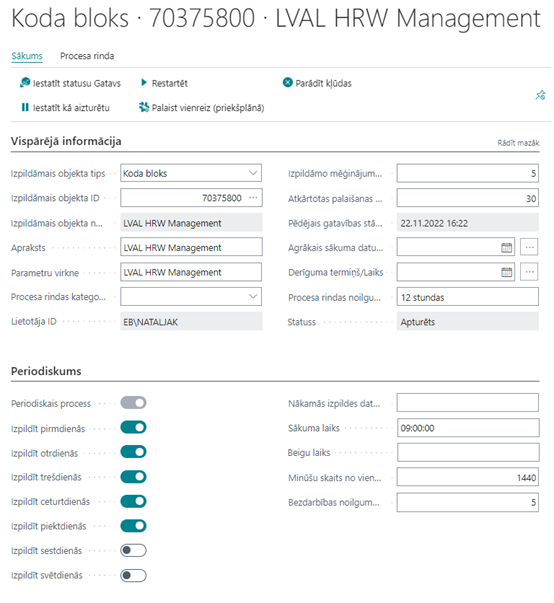 Koda bloks · 70375800 · LVAL HRW Management
Sākums Procesa rinda
Iestatīt statusu Gatavs Restartēt Parādīt kļūdas
Iestatīt kā aizturētu Palaist vienreiz (priekšplānā)
Vispārējā informācija Rādīt mazāk
Izpildāmais objekta tips Koda bloks Izpildāmo mēģinājum... 5
Izpildāmais objekta ID 70375800 ... Atkārtotas palaišanas ... 30
Izpildāmais objekta n... LVAL HRW Management Pēdējais gatavības stā... 22.11.2022 16:22
Apraksts LVAL HRW Management Agrākais sākuma datu... ...
Parametru virkne LVAL HRW Management Derīguma termiņš/Laiks ...
Procesa rindas katego... Procesa rindas noilgum... 12 stundas
Lietotāja ID EB\NATALJAK Statuss Apturēts
Periodiskums
Periodiskais process Nākamās izpildes dat...
Izpildīt pirmdienās Sākuma laiks 09:00:00
Izpildīt otrdienās Beigu laiks
Izpildīt trešdienās Minūšu skaits no vien... 1440
Izpildīt ceturtdienās Bezdarbības noilgum... 5
Izpildīt piektdienās
Izpildīt sestdienās
Izpildīt svētdienās